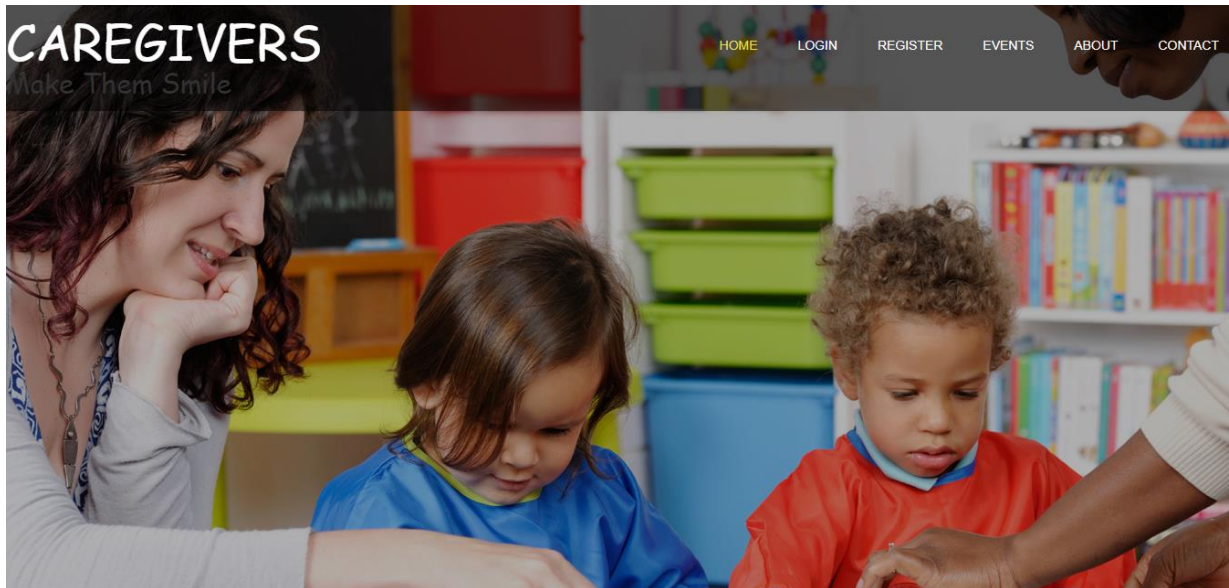 CAREGIVERS
Make Them Smile
HOME LOGIN REGISTER EVENTS ABOUT CONTACT